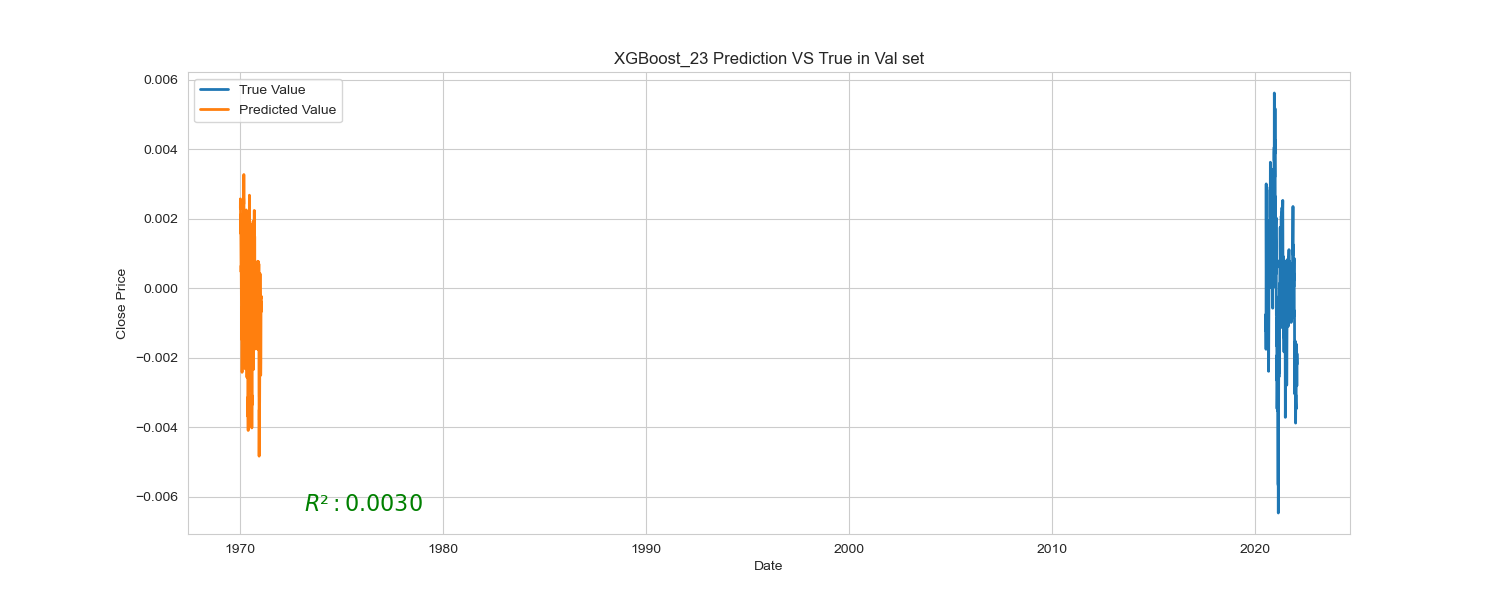 XGBoost_23 Prediction VS True in Val set
True Value
Predicted Value
0.006
0.004
0.002
0.000
−0.002
−0.004
−0.006
Close Price
R² : 0.0030
1970
1980
1990
2000
2010
2020
Date